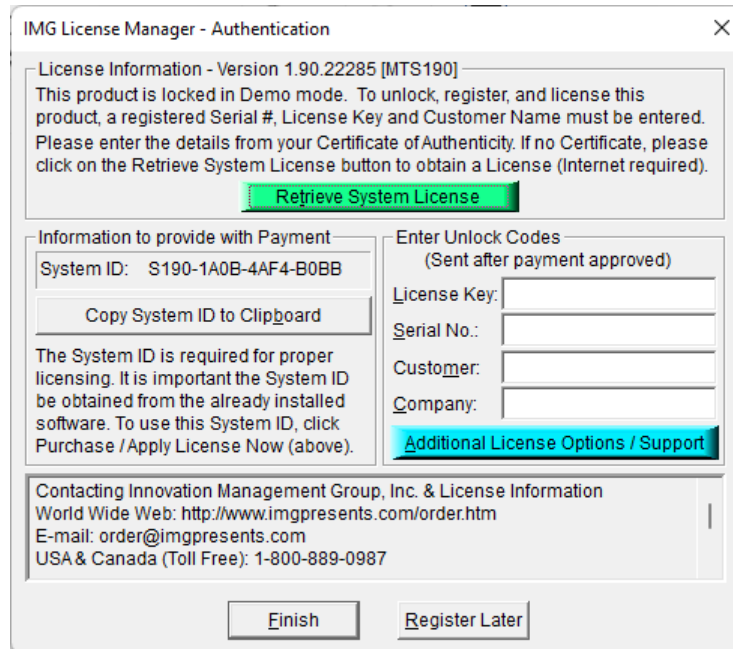 IMG License Manager - Authentication
License Information - Version 1.90.22285 [MTS190]
This product is locked in Demo mode. To unlock, register, and license this
product, a registered Serial #, License Key and Customer Name must be entered.
Please enter the details from your Certificate of Authenticity. If no Certificate, please
click on the Retrieve System License button to obtain a License (Internet required).
Retrieve System License
Information to provide with Payment
System ID: S190-1A0B-4AF4-B0BB
Copy System ID to Clipboard
The System ID is required for proper
licensing. It is important the System ID
be obtained from the already installed
software. To use this System ID, click
Purchase / Apply License Now (above).
Enter Unlock Codes
(Sent after payment approved)
License Key:
Serial No.:
Customer:
Company:
Additional License Options / Support
Contacting Innovation Management Group, Inc. & License Information
World Wide Web: http://www.imgpresents.com/order.htm
E-mail: order@imgpresents.com
USA & Canada (Toll Free): 1-800-889-0987
Finish
Register Later